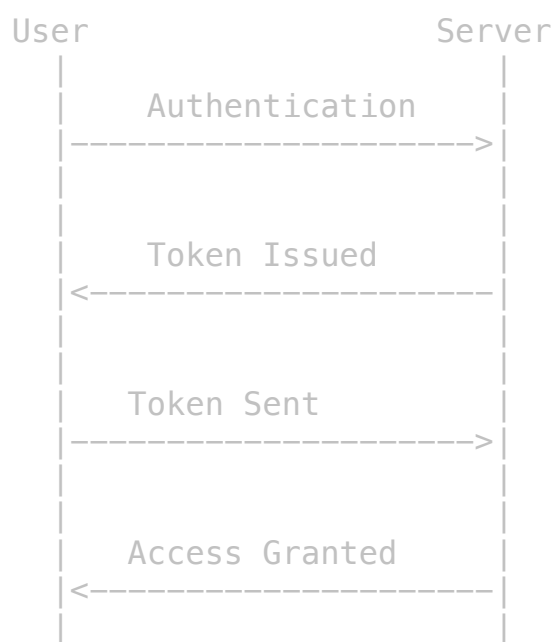 User Server
Authentication
Token Issued
Token Sent
Access Granted